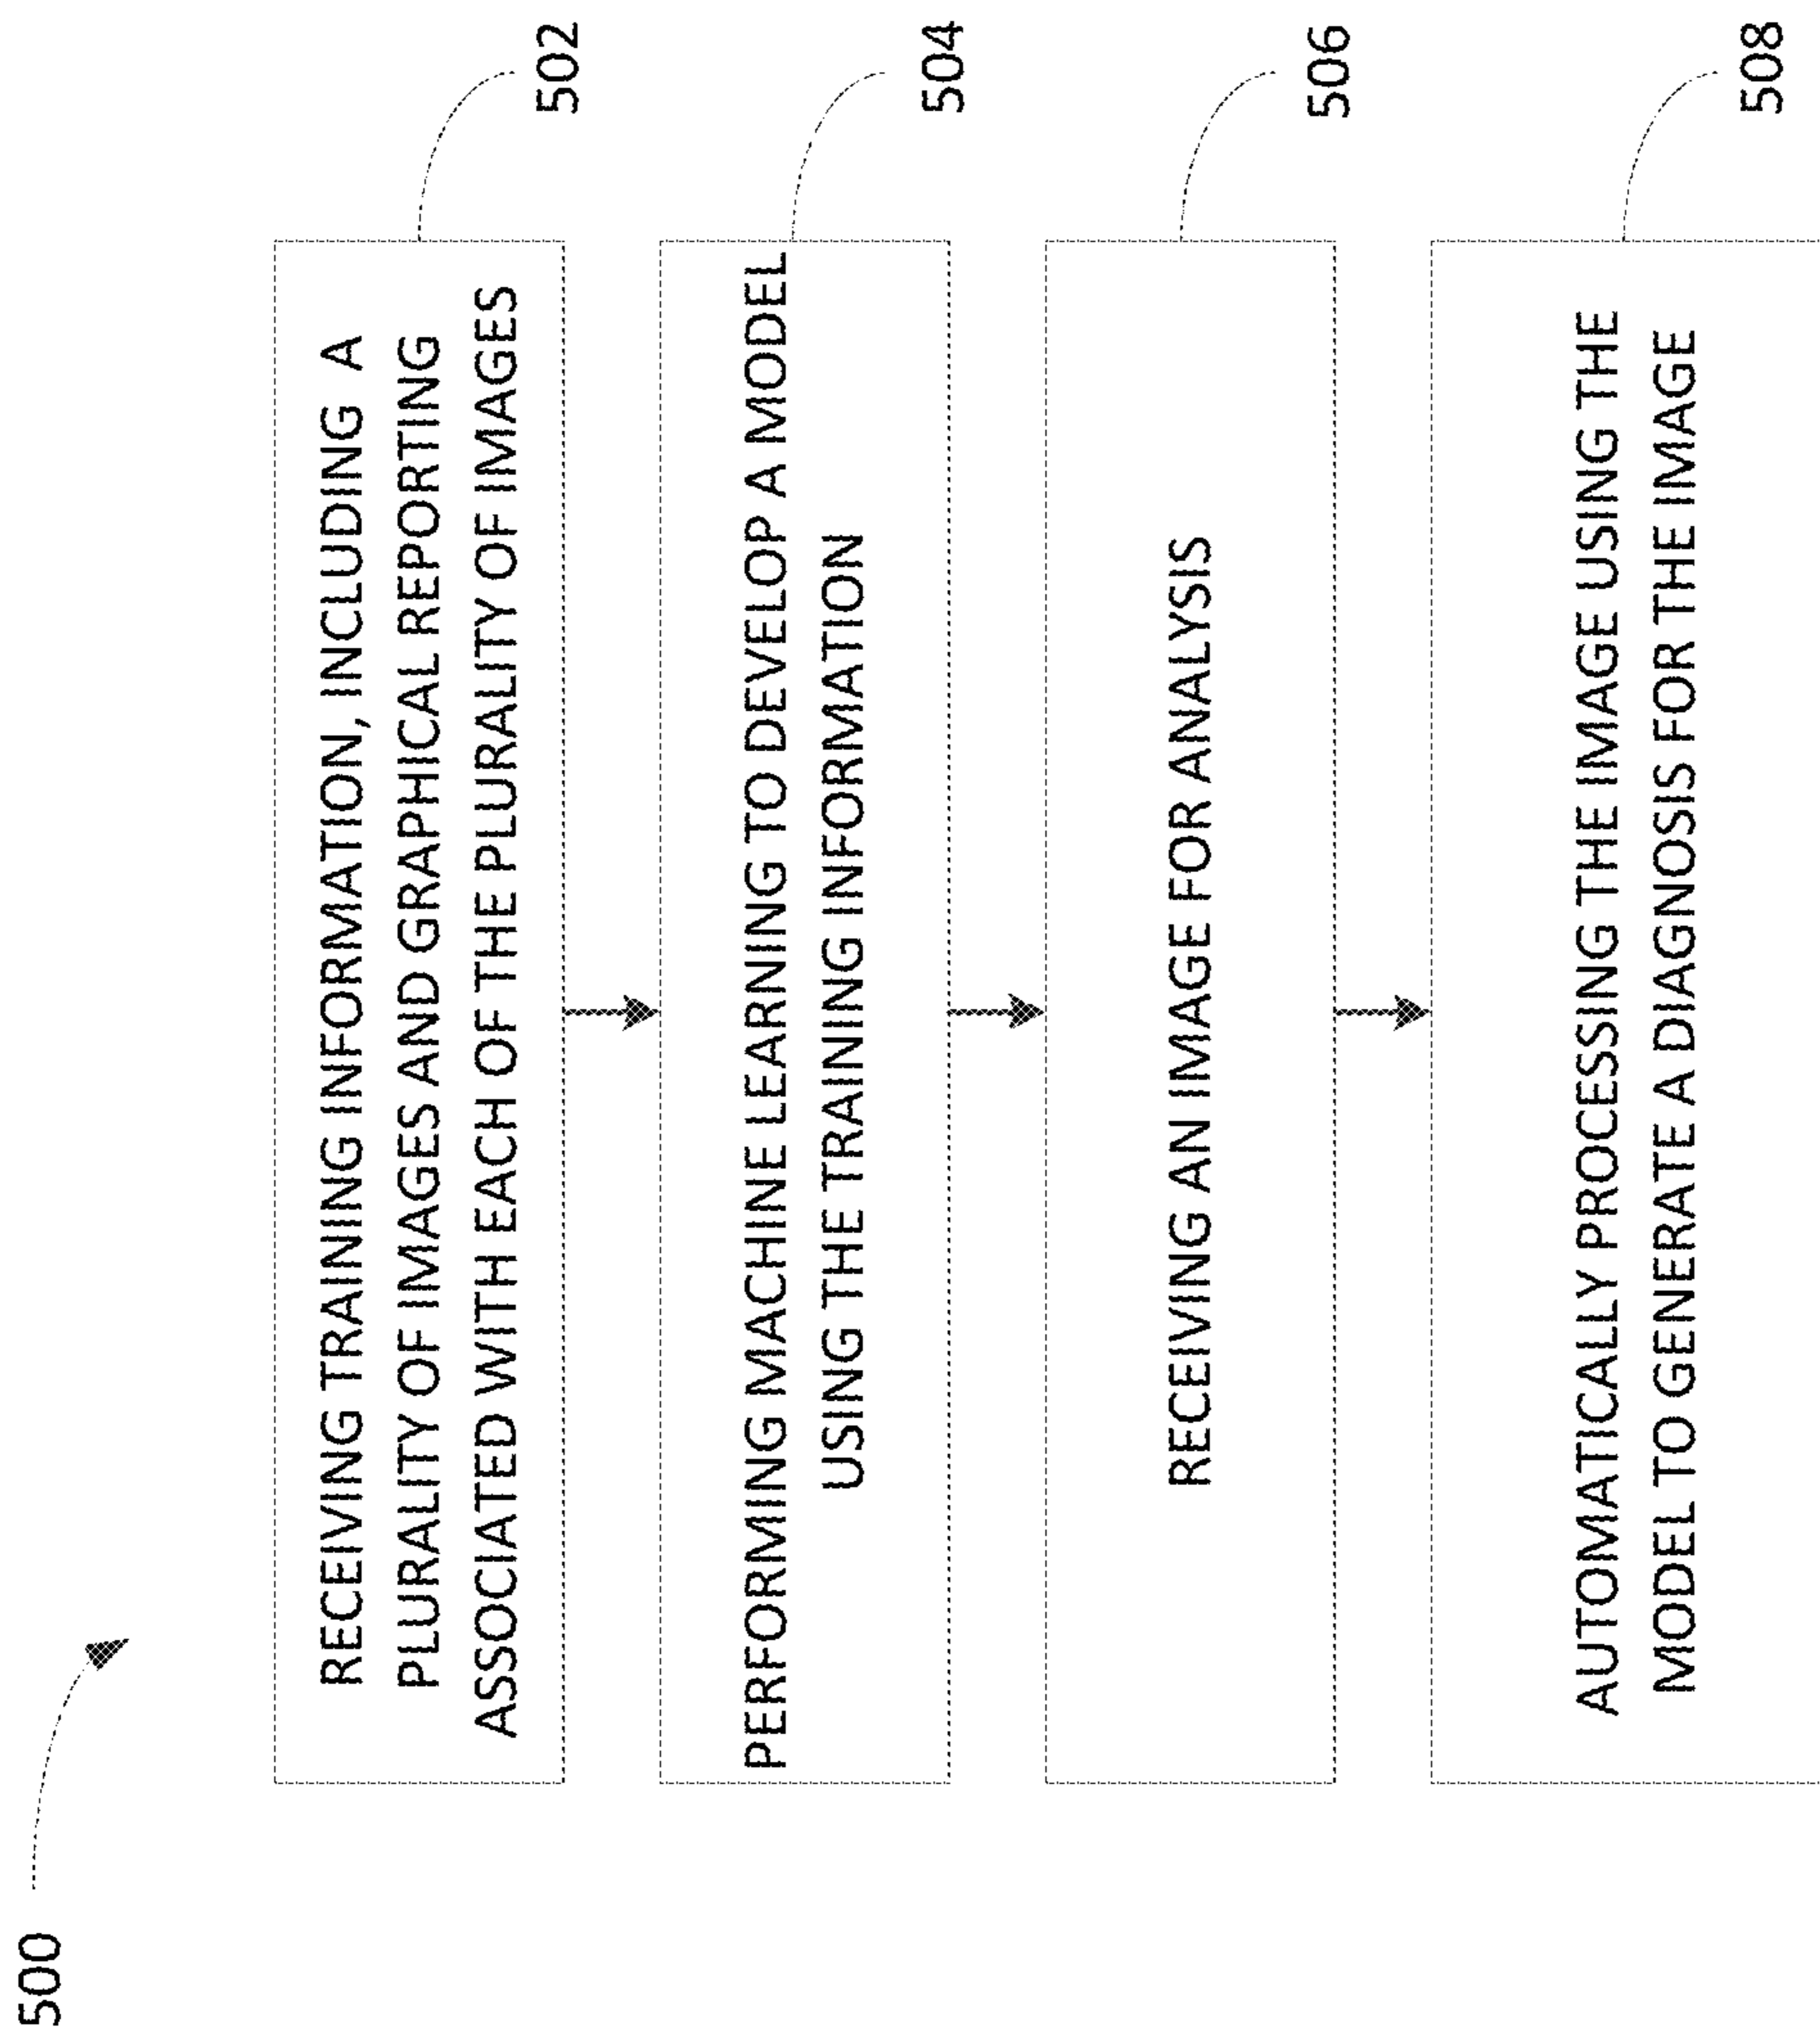 500
RECEIVING TRAINING INFORMATION, INCLUDING A
PLURALITY OF IMAGES AND GRAPHICAL REPORTING
ASSOCIATED WITH EACH OF THE PLURALITY OF IMAGES
502
PERFORMING MACHINE LEARNING TO DEVELOP A MODEL
USING THE TRAINING INFORMATION
504
RECEIVING AN IMAGE FOR ANALYSIS
506
AUTOMATICALLY PROCESSING THE IMAGE USING THE
MODEL TO GENERATE A DIAGNOSIS FOR THE IMAGE
508